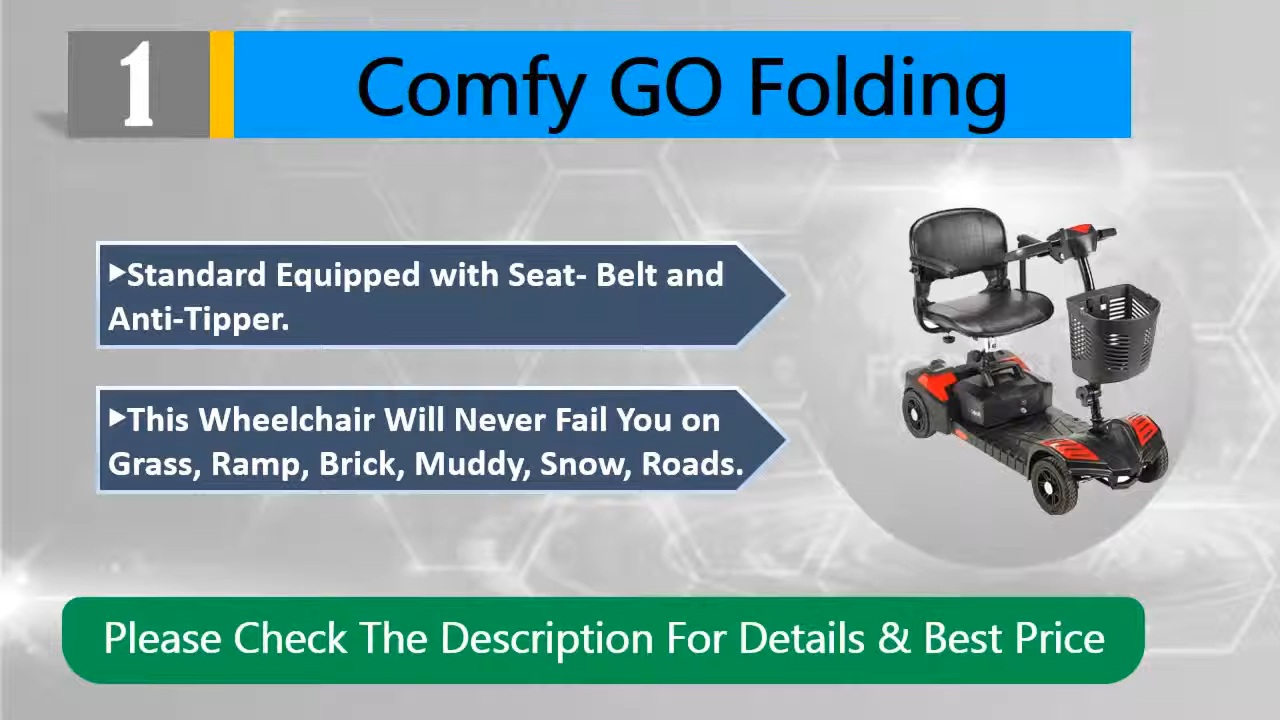 1
Comfy GO Folding
►Standard Equipped with Seat- Belt and
Anti-Tipper.
►This Wheelchair Will Never Fail You on
Grass, Ramp, Brick, Muddy, Snow, Roads.
Please Check The Description For Details & Best Price